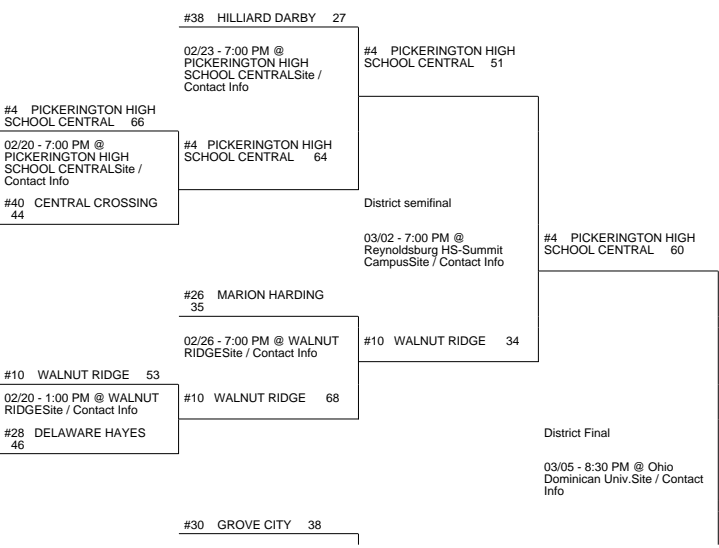 #38 HILLIARD DARBY 27
02/23 - 7:00 PM @
PICKERINGTON HIGH
SCHOOL CENTRALSite /
Contact Info
#4 PICKERINGTON HIGH
SCHOOL CENTRAL 51
#4 PICKERINGTON HIGH
SCHOOL CENTRAL 66
02/20 - 7:00 PM @
PICKERINGTON HIGH
SCHOOL CENTRALSite /
Contact Info
#4 PICKERINGTON HIGH
SCHOOL CENTRAL 64
#40 CENTRAL CROSSING
44
District semifinal
03/02 - 7:00 PM @
Reynoldsburg HS-Summit
CampusSite / Contact Info
#4 PICKERINGTON HIGH
SCHOOL CENTRAL 60
#26 MARION HARDING
35
02/26 - 7:00 PM @ WALNUT
RIDGESite / Contact Info
#10 WALNUT RIDGE 34
#10 WALNUT RIDGE 53
02/20 - 1:00 PM @ WALNUT
RIDGESite / Contact Info
#10 WALNUT RIDGE 68
#28 DELAWARE HAYES
46
District Final
03/05 - 8:30 PM @ Ohio
Dominican Univ.Site / Contact
Info
#30 GROVE CITY 38